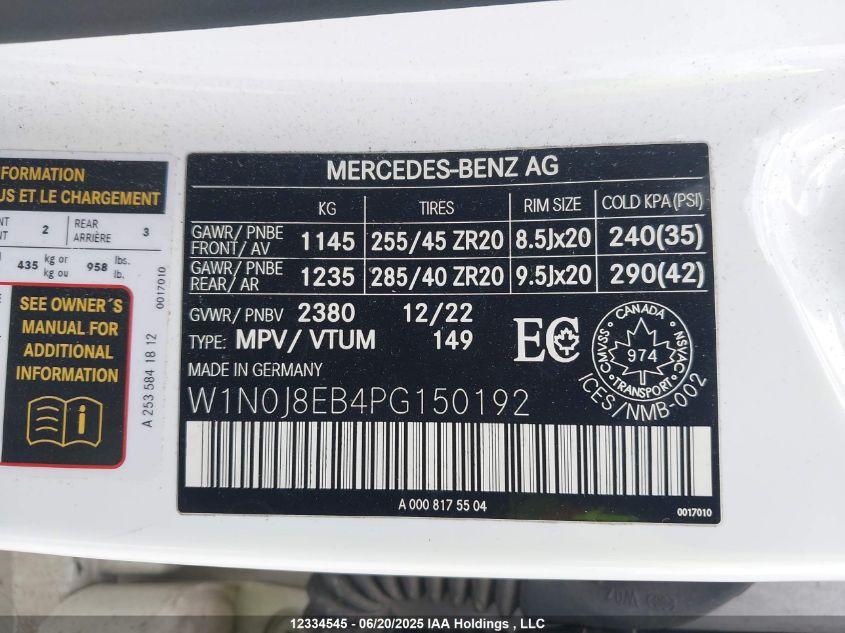 FORMATION
US ET LE CHARGEMENT
NT 2 REAR 3
NT ARRIÈRE
435 kg or 958 lbs.
kg ou lb.
0017010
SEE OWNER´S
MANUAL FOR
ADDITIONAL
INFORMATION
A 253 584 18 12
MERCEDES-BENZ AG
KG TIRES RIM SIZE COLD KPA (PSI)
GAWR/ PNBE FRONT/ AV 1145 255/45 ZR20 8.5Jx20 240(35)
GAWR/ PNBE REAR/ AR 1235 285/40 ZR20 9.5Jx20 290(42)
GVWR/ PNBV 2380 12/22
TYPE: MPV/ VTUM 149
EC
CANADA
CMVSS NSVAC
974
TRANSPORT
ICES/NMB-002
MADE IN GERMANY
W1N0J8EB4PG150192
A 000 817 55 04
0017010
12334545 - 06/20/2025 IAA Holdings , LLC